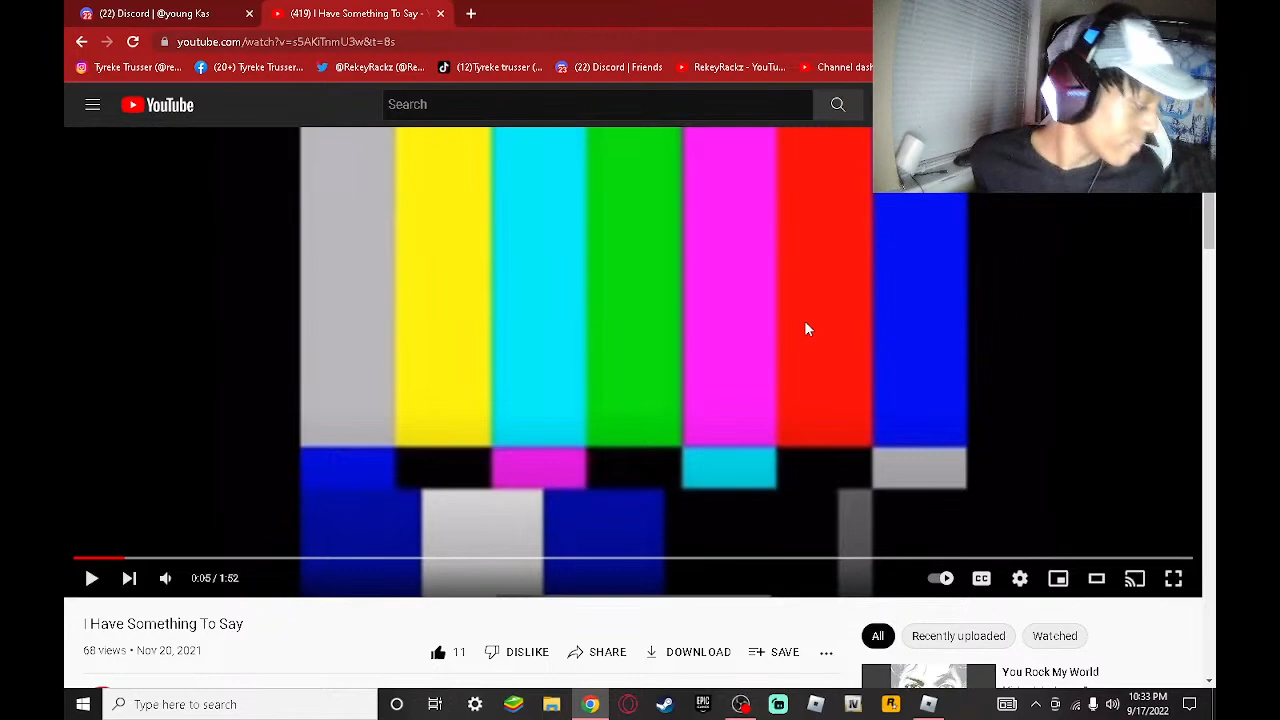 (22) Discord | @young Kas
(419) I Have Something To Say -
youtube.com/watch?v=s5AKiTnmU3w&t=8s
Tyreke Trusser (@re...
(20+) Tyreke Trusser...
@RekeyRackz (@Re...
(12)Tyreke trusser (...
(22) Discord | Friends
RekeyRackz - YouTu...
Channel dash
YouTube
Search
0:05 / 1:52
CC
I Have Something To Say
68 views • Nov 20, 2021
11
DISLIKE
SHARE
DOWNLOAD
SAVE
All
Recently uploaded
Watched
You Rock My World
Type here to search
EPIC
IV
R
10:33 PM
9/17/2022